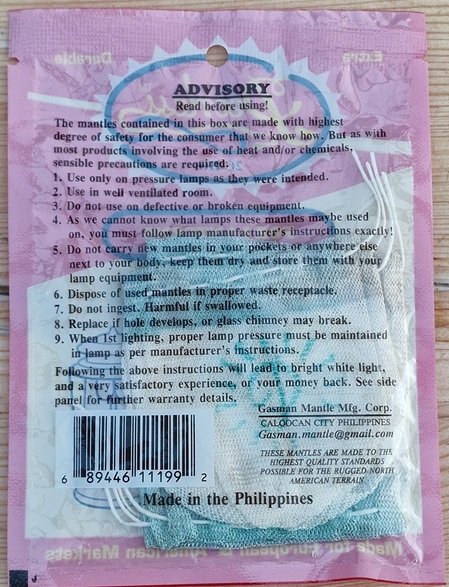 Extra
Durable
ADVISORY
Read before using!
The mantles contained in this box are made with highest
degree of safety for the consumer that we know how. But as with
most products involving the use of heat and/or chemicals,
sensible precautions are required.
1. Use only on pressure lamps as they were intended.
2. Use in well ventilated room.
3. Do not use on defective or broken equipment.
4. As we cannot know what lamps these mantles maybe used
on, you must follow lamp manufacturer's instructions exactly!
5. Do not carry new mantles in your pockets or anywhere else
next to your body, keep them dry and store them with your
lamp equipment.
6. Dispose of used mantles in proper waste receptacle.
7. Do not ingest. Harmful if swallowed.
8. Replace if hole develops, or glass chimney may break.
9. When 1st lighting, proper lamp pressure must be maintained
in lamp as per manufacturer's instructions.
Following the above instructions will lead to bright white light,
and a very satisfactory experience, or your money back. See side
panel for further warranty details.
Gasman Mantle Mfg. Corp.
CALOOCAN CITY PHILIPPINES
Gasman.mantle@gmail.com
THESE MANTLES ARE MADE TO THE
HIGHEST QUALITY STANDARDS
POSSIBLE FOR THE RUGGED NORTH
AMERICAN TERRAIN
6 89446 11199 2
Made in the Philippines
Made for European & American Markets